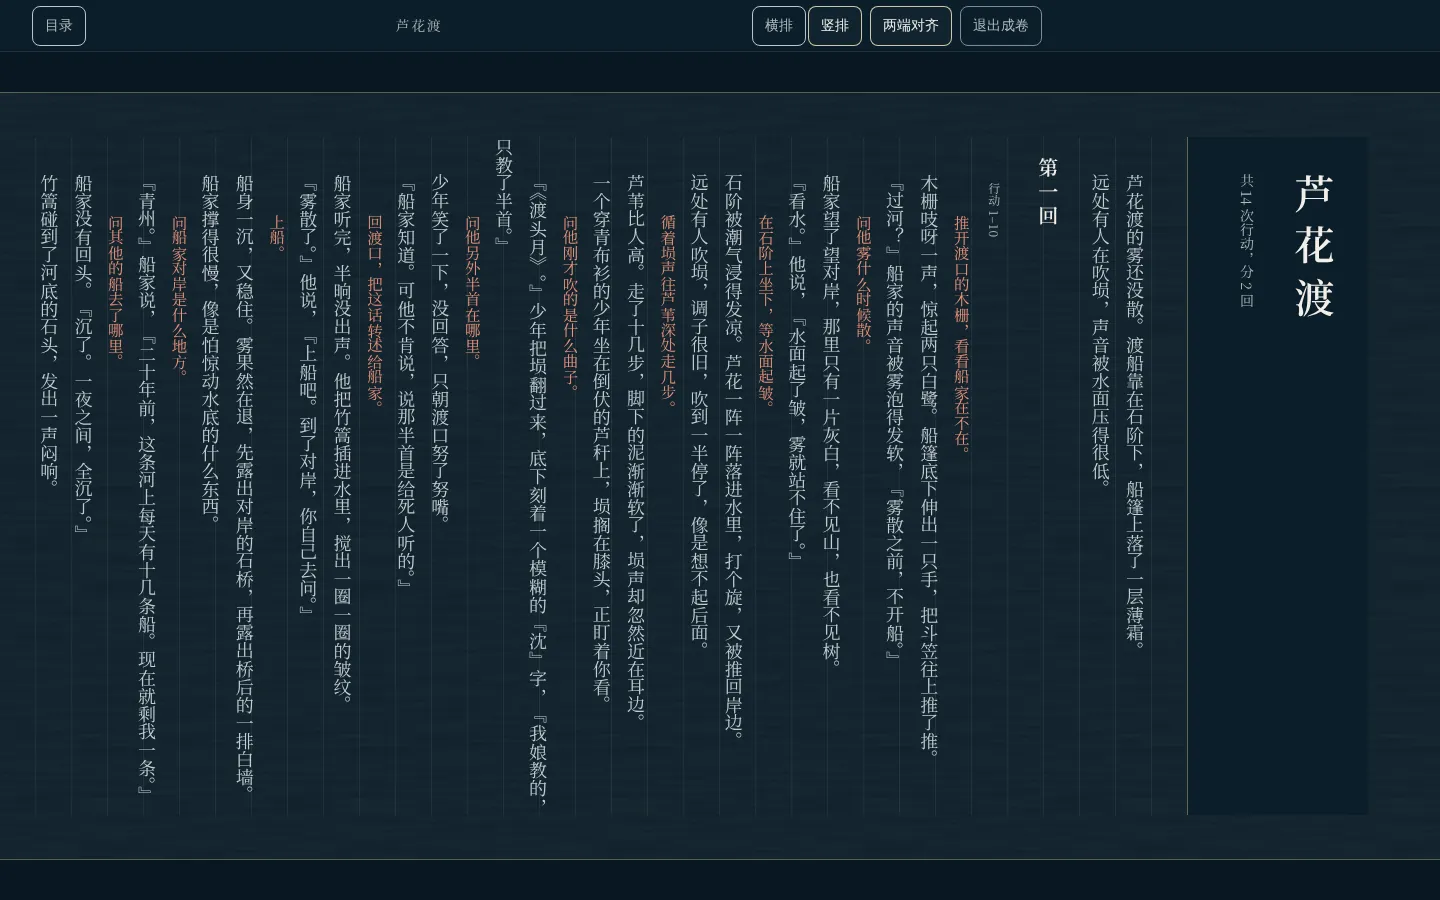 目录
芦花渡
横排
竖排
两端对齐
退出成卷
芦花渡
共 14 次行动，分 2 回
芦花渡的雾还没散。渡船靠在石阶下，船篷上落了一层薄霜。
远处有人在吹埙，声音被水面压得很低。
第一回
行动 1–10
推开渡口的木栅，看看船家在不在。
木栅吱呀一声，惊起两只白鹭。船篷底下伸出一只手，把斗笠往上推了推。
『过河？』船家的声音被雾泡得发软，『雾散之前，不开船。』
问他雾什么时候散。
船家望了望对岸，那里只有一片灰白，看不见山，也看不见树。
『看水。』他说，『水面起了皱，雾就站不住了。』
在石阶上坐下，等水面起皱。
石阶被潮气浸得发凉。芦花一阵一阵落进水里，打个旋，又被推回岸边。
远处有人吹埙，调子很旧，吹到一半停了，像是想不起后面。
循着埙声往芦苇深处走几步。
芦苇比人高。走了十几步，脚下的泥渐渐软了，埙声却忽然近在耳边。
一个穿青布衫的少年坐在倒伏的芦秆上，埙搁在膝头，正盯着你看。
问他刚才吹的是什么曲子。
『《渡头月》。』少年把埙翻过来，底下刻着一个模糊的『沈』字，『我娘教的，
只教了半首。』
问他另外半首在哪里。
少年笑了一下，没回答，只朝渡口努了努嘴。
『船家知道。可他不肯说，说那半首是给死人听的。』
回渡口，把这话转述给船家。
船家听完，半晌没出声。他把竹篙插进水里，搅出一圈一圈的皱纹。
『雾散了。』他说，『上船吧。到了对岸，你自己去问。』
上船。
船身一沉，又稳住。雾果然在退，先露出对岸的石桥，再露出桥后的一排白墙。
船家撑得很慢，像是怕惊动水底的什么东西。
问船家对岸是什么地方。
『青州。』船家说，『二十年前，这条河上每天有十几条船。现在就剩我一条。』
问其他的船去了哪里。
船家没有回头。『沉了。一夜之间，全沉了。』
竹篙碰到了河底的石头，发出一声闷响。